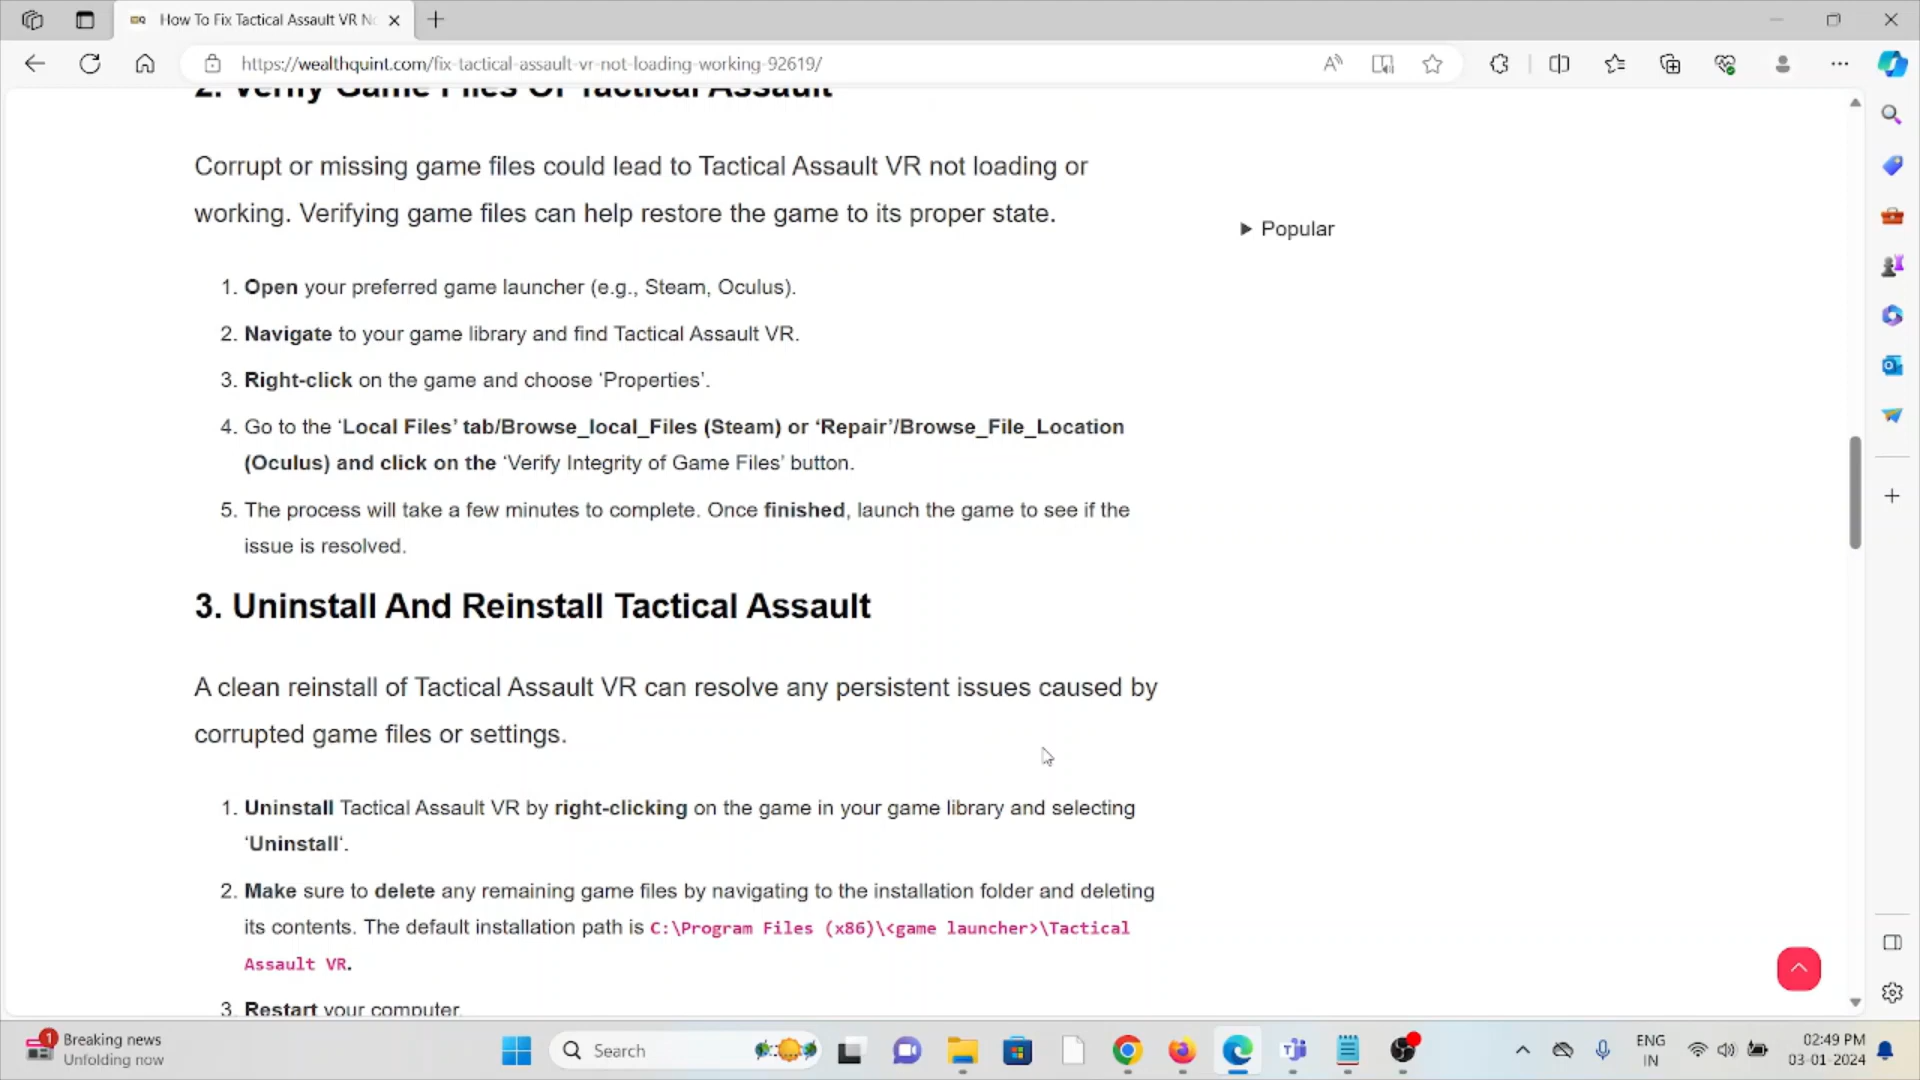 How To Fix Tactical Assault VR No
https://wealthquint.com/fix-tactical-assault-vr-not-loading-working-92619/
2. Verify Game Files Of Tactical Assault
Corrupt or missing game files could lead to Tactical Assault VR not loading or
working. Verifying game files can help restore the game to its proper state.
Popular
1. Open your preferred game launcher (e.g., Steam, Oculus).
2. Navigate to your game library and find Tactical Assault VR.
3. Right-click on the game and choose ‘Properties’.
4. Go to the ‘Local Files’ tab/Browse_local_Files (Steam) or ‘Repair’/Browse_File_Location
(Oculus) and click on the ‘Verify Integrity of Game Files’ button.
5. The process will take a few minutes to complete. Once finished, launch the game to see if the
issue is resolved.
3. Uninstall And Reinstall Tactical Assault
A clean reinstall of Tactical Assault VR can resolve any persistent issues caused by
corrupted game files or settings.
1. Uninstall Tactical Assault VR by right-clicking on the game in your game library and selecting
‘Uninstall‘.
2. Make sure to delete any remaining game files by navigating to the installation folder and deleting
its contents. The default installation path is C:\Program Files (x86)\<game launcher>\Tactical
Assault VR.
3. Restart your computer.
1
Breaking news
Unfolding now
Search
ENG
IN
02:49 PM
03-01-2024